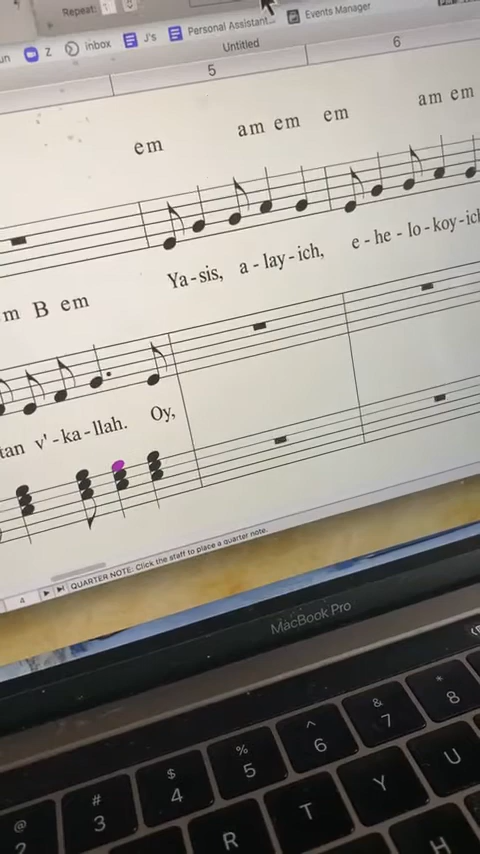 Repeat: 1
Z Inbox J's Personal Assistant... Events Manager
Untitled
5 6
em am em em am em
Ya-sis, a-lay-ich, e-he-lo-koy-ich
m B em
tan v'-ka-llah. Oy,
4 QUARTER NOTE: Click the staff to place a quarter note.
MacBook Pro
@ # $ % ^ & *
2 3 4 5 6 7 8
R T Y U
H